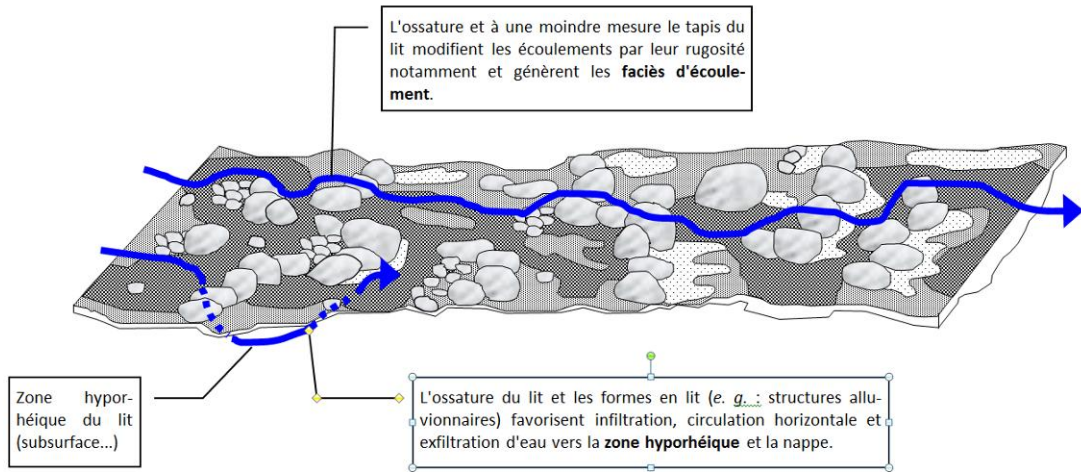 L'ossature et à une moindre mesure le tapis du
lit modifient les écoulements par leur rugosité
notamment et génèrent les faciès d'écoule-
ment.
Zone hypor-
héique du lit
(subsurface...)
L'ossature du lit et les formes en lit (e. g. : structures allu-
vionnaires) favorisent infiltration, circulation horizontale et
exfiltration d'eau vers la zone hyporhéique et la nappe.